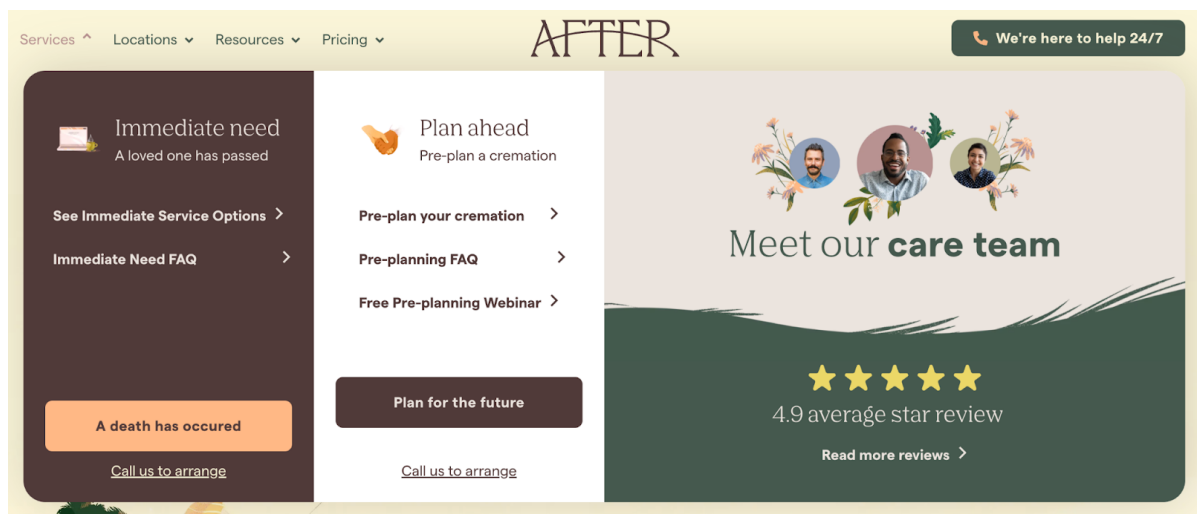 Services
Locations
Resources
Pricing
AFTER
We're here to help 24/7
Immediate need
A loved one has passed
See Immediate Service Options
Immediate Need FAQ
A death has occured
Call us to arrange
Plan ahead
Pre-plan a cremation
Pre-plan your cremation
Pre-planning FAQ
Free Pre-planning Webinar
Plan for the future
Call us to arrange
Meet our care team
4.9 average star review
Read more reviews